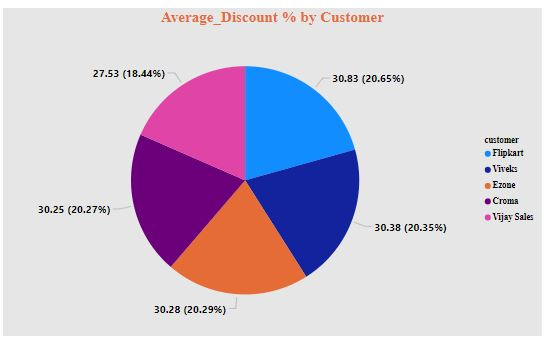 Average_Discount % by Customer
27.53 (18.44%)
30.83 (20.65%)
customer
Flipkart
Viveks
Ezone
Croma
Vijay Sales
30.25 (20.27%)
30.38 (20.35%)
30.28 (20.29%)